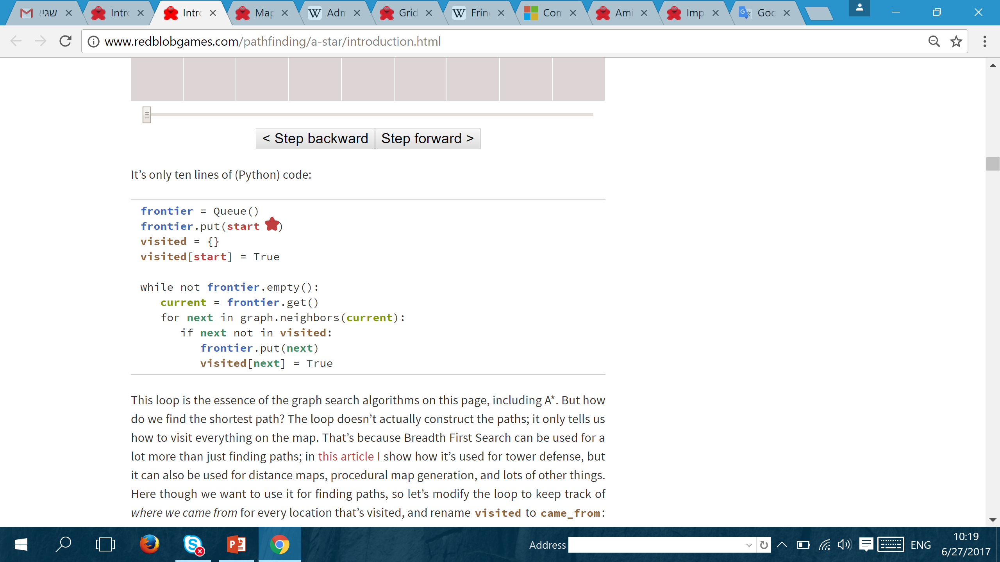 שגיא
Intro
Intro
Map
Adm
Grid
Fring
Com
Ami
Imp
Goo
www.redblobgames.com/pathfinding/a-star/introduction.html
< Step backward
Step forward >
It’s only ten lines of (Python) code:
frontier = Queue()
frontier.put(start )
visited = {}
visited[start] = True
while not frontier.empty():
current = frontier.get()
for next in graph.neighbors(current):
if next not in visited:
frontier.put(next)
visited[next] = True
This loop is the essence of the graph search algorithms on this page, including A*. But how
do we find the shortest path? The loop doesn’t actually construct the paths; it only tells us
how to visit everything on the map. That’s because Breadth First Search can be used for a
lot more than just finding paths; in this article I show how it’s used for tower defense, but
it can also be used for distance maps, procedural map generation, and lots of other things.
Here though we want to use it for finding paths, so let’s modify the loop to keep track of
where we came from for every location that’s visited, and rename visited to came_from:
Address
ENG
10:19
6/27/2017